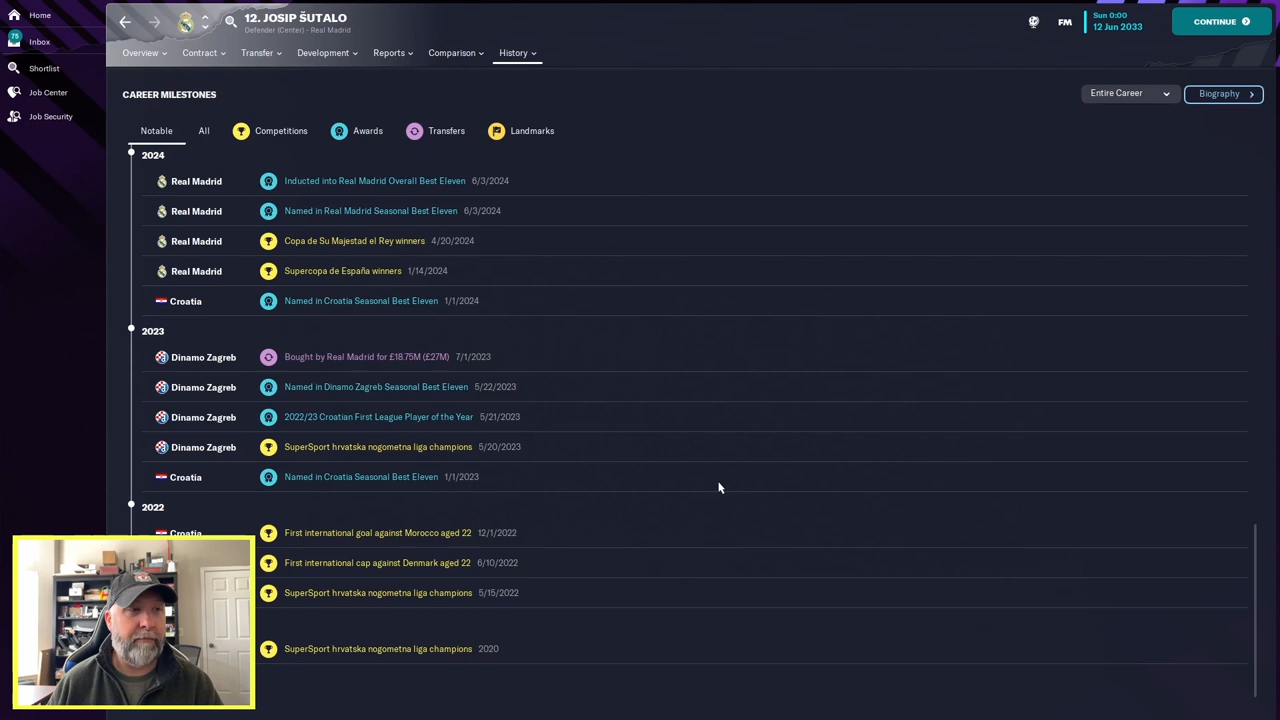 Home
75
Inbox
Shortlist
Job Center
Job Security
12. JOSIP ŠUTALO
Defender (Center) - Real Madrid
FM
Sun 0:00
12 Jun 2033
CONTINUE
Overview
Contract
Transfer
Development
Reports
Comparison
History
CAREER MILESTONES
Entire Career
Biography
Notable
All
Competitions
Awards
Transfers
Landmarks
2024
Real Madrid Inducted into Real Madrid Overall Best Eleven 6/3/2024
Real Madrid Named in Real Madrid Seasonal Best Eleven 6/3/2024
Real Madrid Copa de Su Majestad el Rey winners 4/20/2024
Real Madrid Supercopa de España winners 1/14/2024
Croatia Named in Croatia Seasonal Best Eleven 1/1/2024
2023
Dinamo Zagreb Bought by Real Madrid for £18.75M (£27M) 7/1/2023
Dinamo Zagreb Named in Dinamo Zagreb Seasonal Best Eleven 5/22/2023
Dinamo Zagreb 2022/23 Croatian First League Player of the Year 5/21/2023
Dinamo Zagreb SuperSport hrvatska nogometna liga champions 5/20/2023
Croatia Named in Croatia Seasonal Best Eleven 1/1/2023
2022
Croatia First international goal against Morocco aged 22 12/1/2022
First international cap against Denmark aged 22 6/10/2022
SuperSport hrvatska nogometna liga champions 5/15/2022
SuperSport hrvatska nogometna liga champions 2020